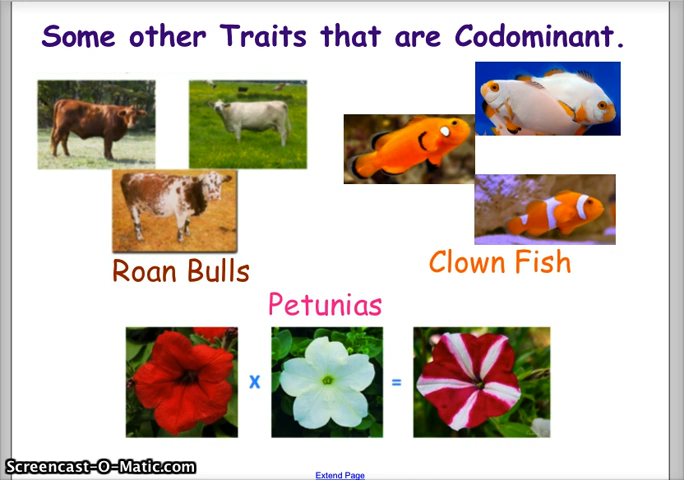 Some other Traits that are Codominant.
Roan Bulls
Clown Fish
Petunias
x
=
Screencast-O-Matic.com
Extend Page